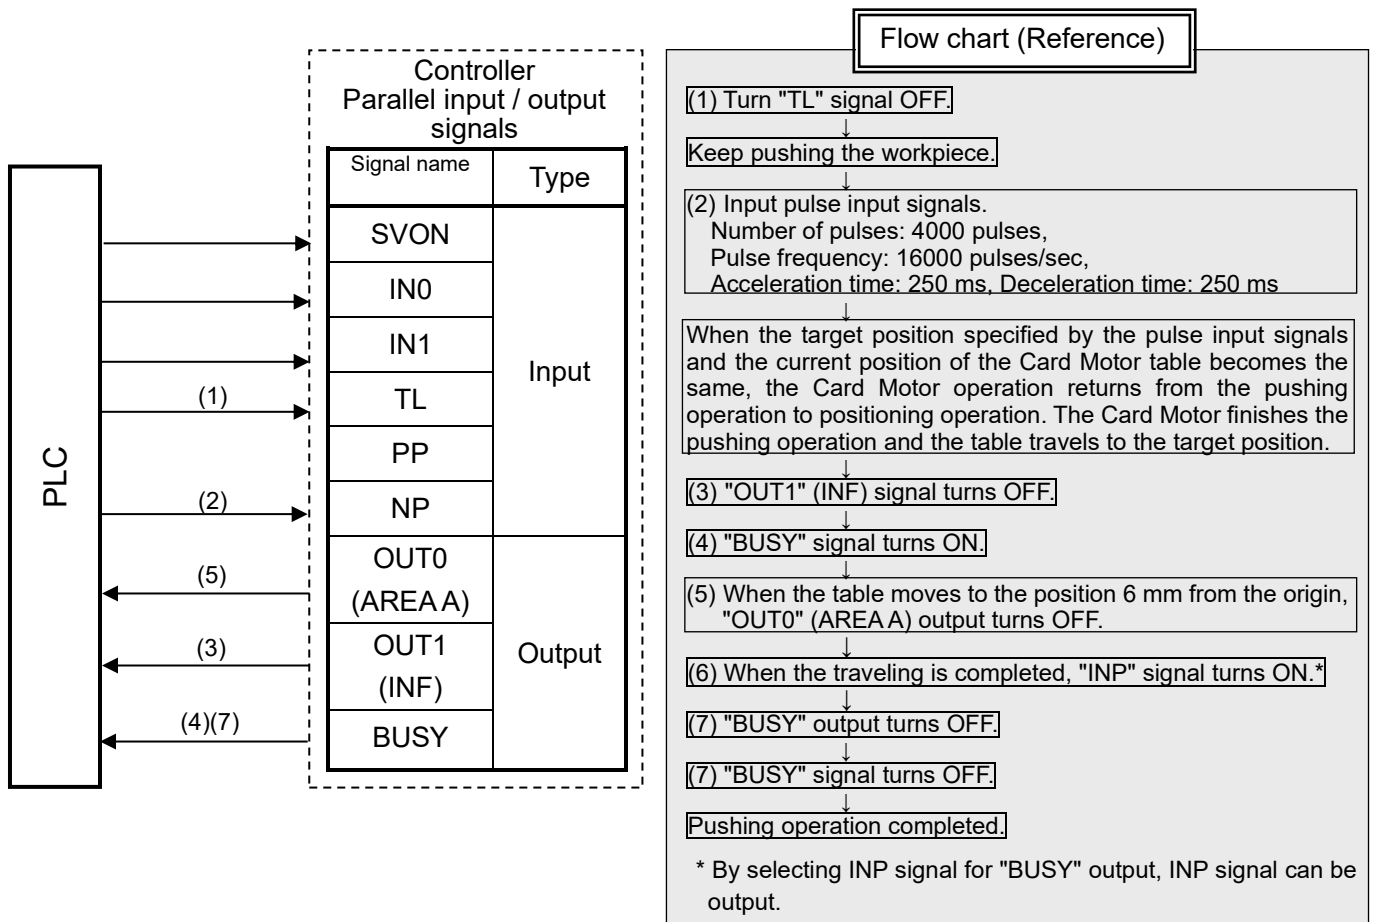 Controller
Parallel input / output
signals
Signal name
Type
SVON
IN0
IN1
TL
PP
NP
Input
OUT0
(AREA A)
OUT1
(INF)
BUSY
Output
PLC
(1)
(2)
(5)
(3)
(4)(7)
Flow chart (Reference)
(1) Turn "TL" signal OFF.
↓
Keep pushing the workpiece.
↓
(2) Input pulse input signals.
Number of pulses: 4000 pulses,
Pulse frequency: 16000 pulses/sec,
Acceleration time: 250 ms, Deceleration time: 250 ms
↓
When the target position specified by the pulse input signals
and the current position of the Card Motor table becomes the
same, the Card Motor operation returns from the pushing
operation to positioning operation. The Card Motor finishes the
pushing operation and the table travels to the target position.
↓
(3) "OUT1" (INF) signal turns OFF.
↓
(4) "BUSY" signal turns ON.
↓
(5) When the table moves to the position 6 mm from the origin,
"OUT0" (AREA A) output turns OFF.
↓
(6) When the traveling is completed, "INP" signal turns ON.*
↓
(7) "BUSY" output turns OFF.
↓
(7) "BUSY" signal turns OFF.
↓
Pushing operation completed.
* By selecting INP signal for "BUSY" output, INP signal can be
output.